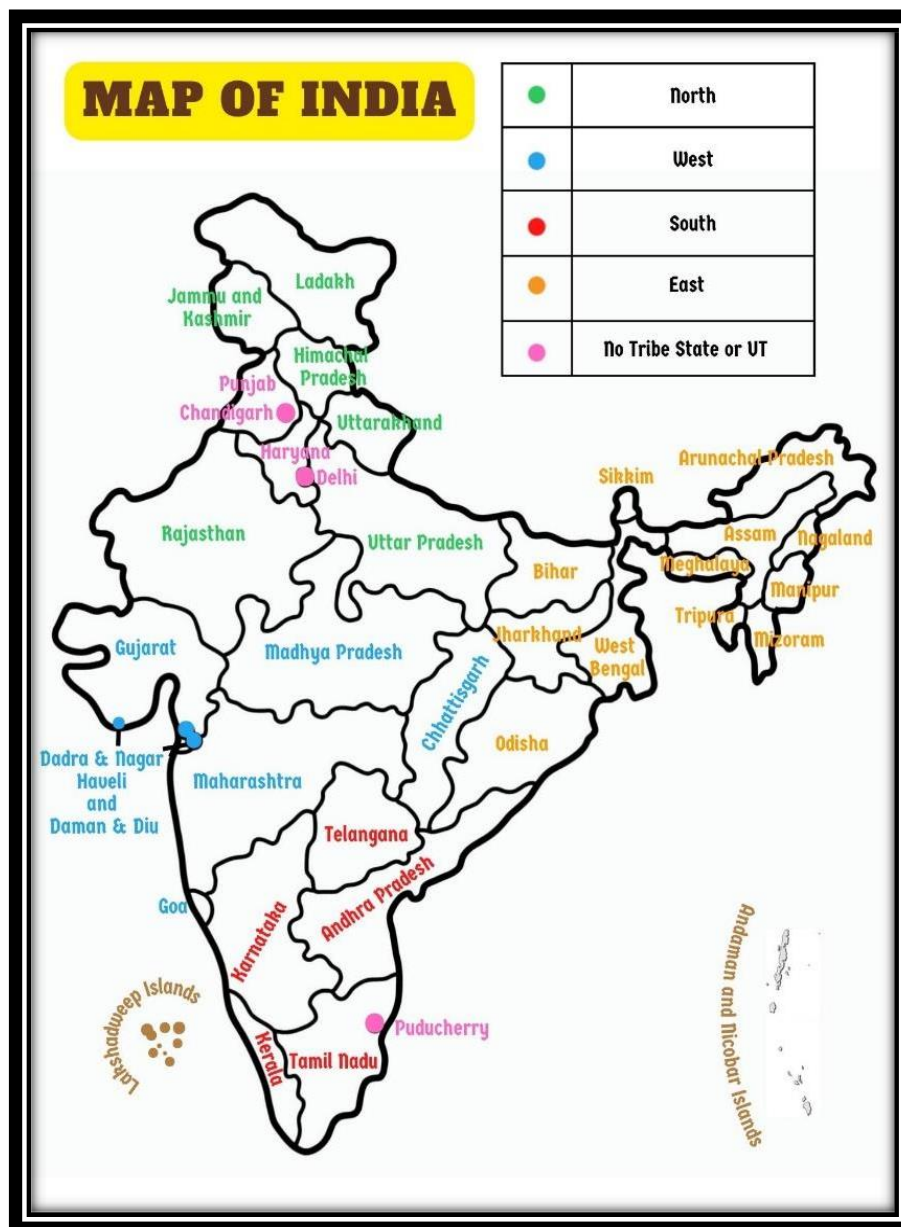 MAP OF INDIA
North
West
South
East
No Tribe State or UT
Ladakh
Jammu and
Kashmir
Himachal
Pradesh
Punjab
Chandigarh
Uttarakhand
Haryana
Delhi
Rajasthan
Uttar Pradesh
Sikkim
Arunachal Pradesh
Assam
Nagaland
Meghalaya
Manipur
Tripura
Mizoram
Bihar
Jharkhand
West
Bengal
Gujarat
Madhya Pradesh
Chhattisgarh
Odisha
Dadra & Nagar
Haveli
and
Daman & Diu
Maharashtra
Telangana
Andhra Pradesh
Goa
Karnataka
Lakshadweep Islands
Kerala
Tamil Nadu
Puducherry
Andaman and Nicobar Islands